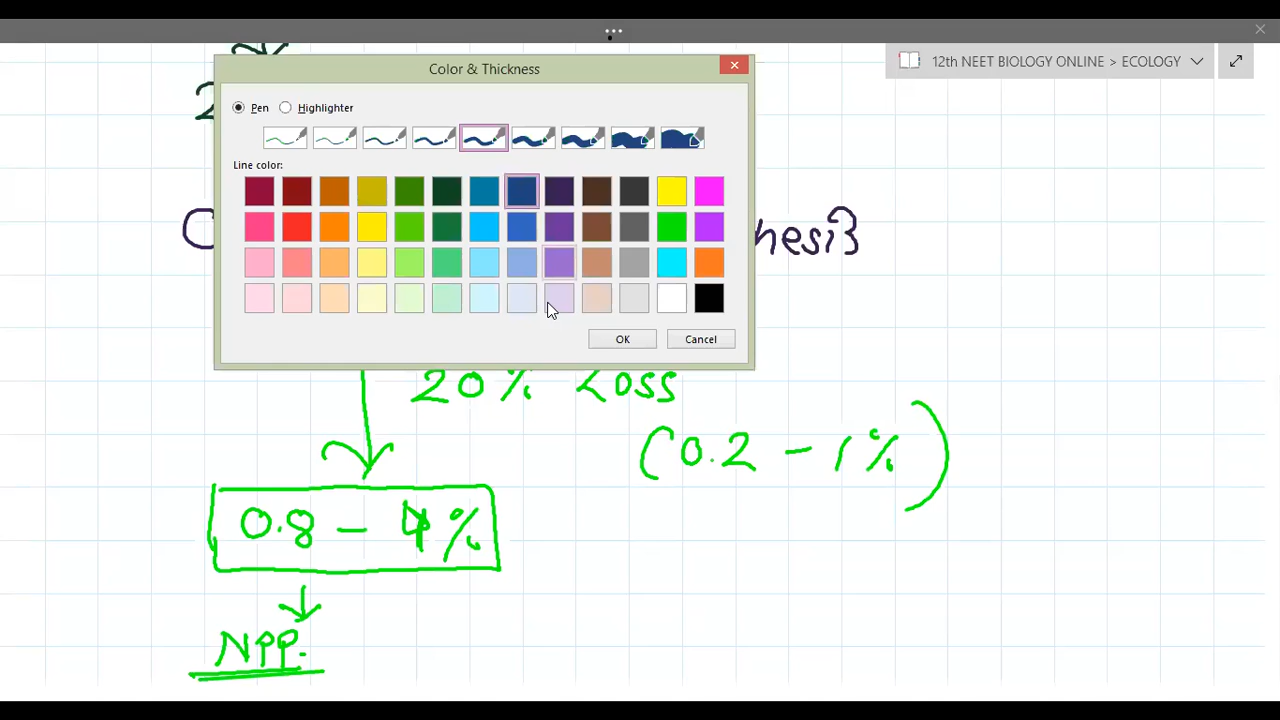 12th NEET BIOLOGY ONLINE > ECOLOGY
Color & Thickness
Pen Highlighter
Line color:
OK Cancel
20% Loss
(0.2 - 1%)
0.8 - 4%
NPP.